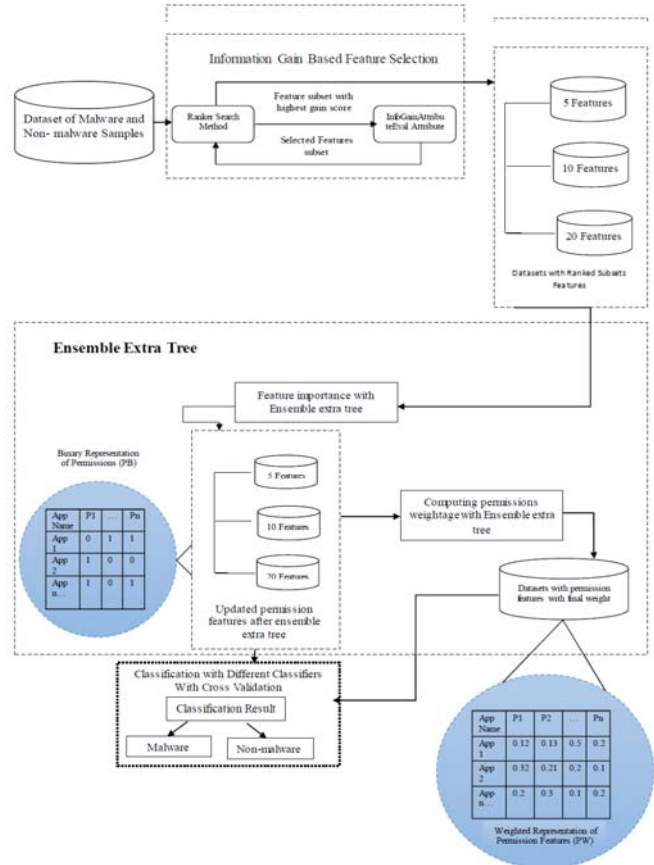 Information Gain Based Feature Selection
Dataset of Malware and
Non- malware Samples
Ranker Search
Method
Feature subset with
highest gain score
InfoGainAttribu
teEval Attribute
Selected Features
subset
5 Features
10 Features
20 Features
Datasets with Ranked Subsets
Features
Ensemble Extra Tree
Feature importance with
Ensemble extra tree
Binary Representation
of Permissions (PB)
App
Name
P1
...
Pn
App
1
0
1
1
App
2
1
0
0
App
n...
1
0
1
5 Features
10 Features
20 Features
Updated permission
features after ensemble
extra tree
Computing permissions
weightage with Ensemble extra
tree
Datasets with permission
features with final weight
Classification with Different Classifiers
With Cross Validation
Classification Result
Malware
Non-malware
App
Name
P1
P2
...
Pn
App
1
0.12
0.13
0.5
0.2
App
2
0.32
0.21
0.2
0.1
App
n...
0.2
0.3
0.1
0.2
Weighted Representation of
Permission Features (PW)